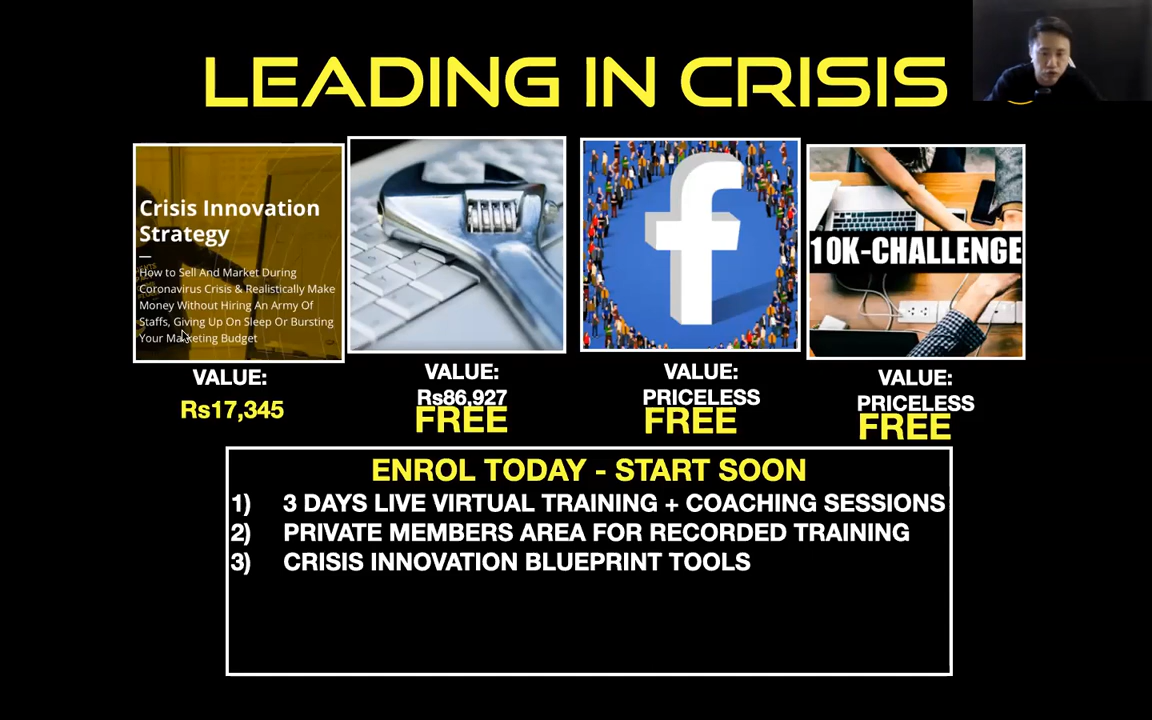 LEADING IN CRISIS
Crisis Innovation
Strategy
How to Sell And Market During
Coronavirus Crisis & Realistically Make
Money Without Hiring An Army Of
Staffs, Giving Up On Sleep Or Bursting
Your Marketing Budget
VALUE:
Rs17,345
VALUE:
Rs86,927
FREE
f
VALUE:
PRICELESS
FREE
10K-CHALLENGE
VALUE:
PRICELESS
FREE
ENROL TODAY - START SOON
1) 3 DAYS LIVE VIRTUAL TRAINING + COACHING SESSIONS
2) PRIVATE MEMBERS AREA FOR RECORDED TRAINING
3) CRISIS INNOVATION BLUEPRINT TOOLS